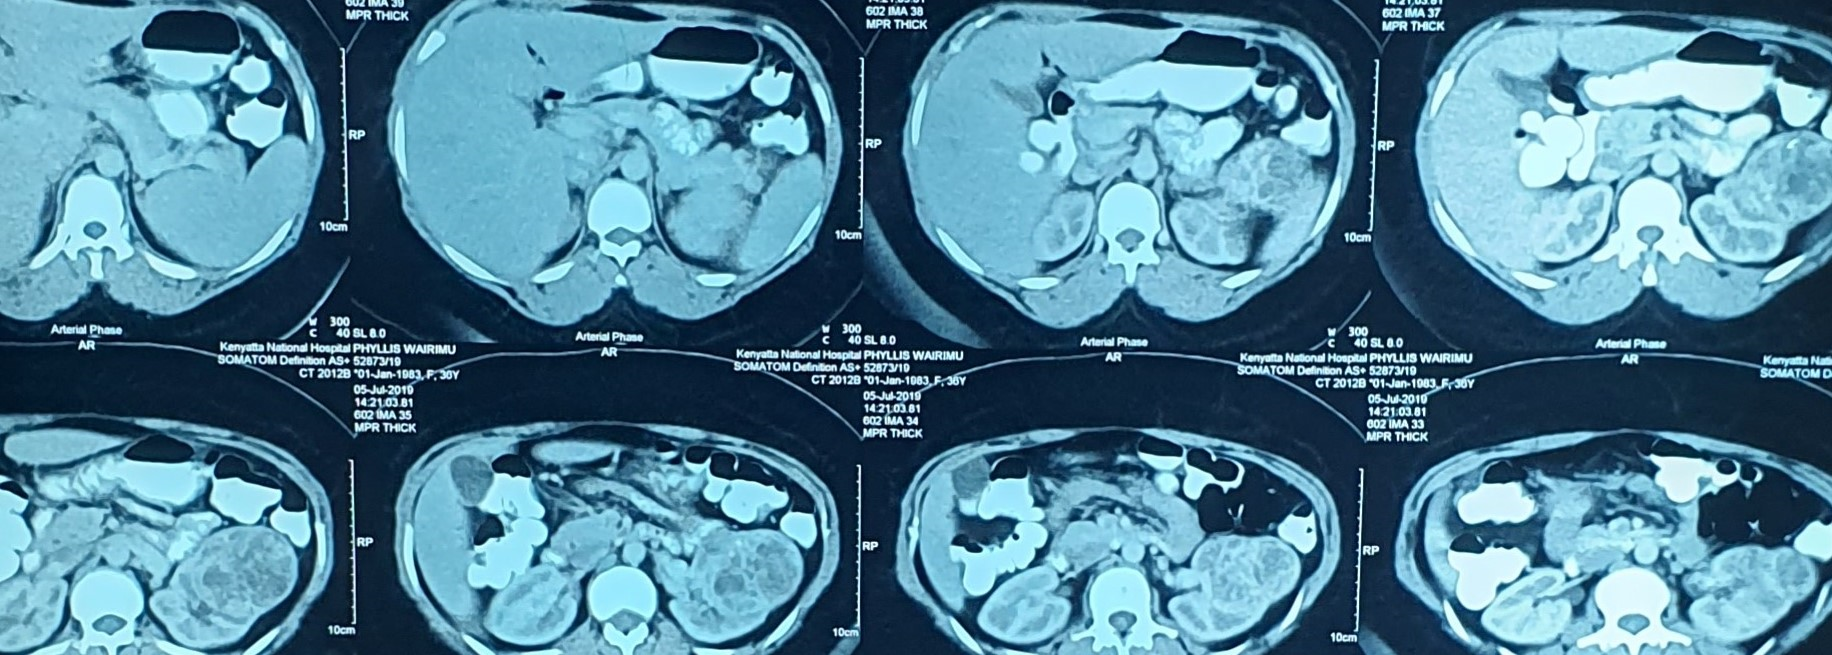 602 IMA 39
MPR THICK
602 IMA 38
MPR THICK
602 IMA 37
MPR THICK
RP
RP
RP
10cm
10cm
10cm
W 300
C 40 SL 8.0
W 300
C 40 SL 8.0
W 300
C 40 SL 8.0
Arterial Phase
AR
Arterial Phase
AR
Arterial Phase
AR
Arterial Phase
AR
Kenyatta National Hospital PHYLLIS WAIRIMU
SOMATOM Definition AS+ 52873/19
CT 2012B *01-Jan-1983, F, 36Y
05-Jul-2019
14:21:03.81
602 IMA 35
MPR THICK
Kenyatta National Hospital PHYLLIS WAIRIMU
SOMATOM Definition AS+ 52873/19
CT 2012B *01-Jan-1983, F, 36Y
05-Jul-2019
14:21:03.81
602 IMA 34
MPR THICK
Kenyatta National Hospital PHYLLIS WAIRIMU
SOMATOM Definition AS+ 52873/19
CT 2012B *01-Jan-1983, F, 36Y
05-Jul-2019
14:21:03.81
602 IMA 33
MPR THICK
Kenyatta Nati
SOMATOM D
RP
RP
RP
10cm
10cm
10cm